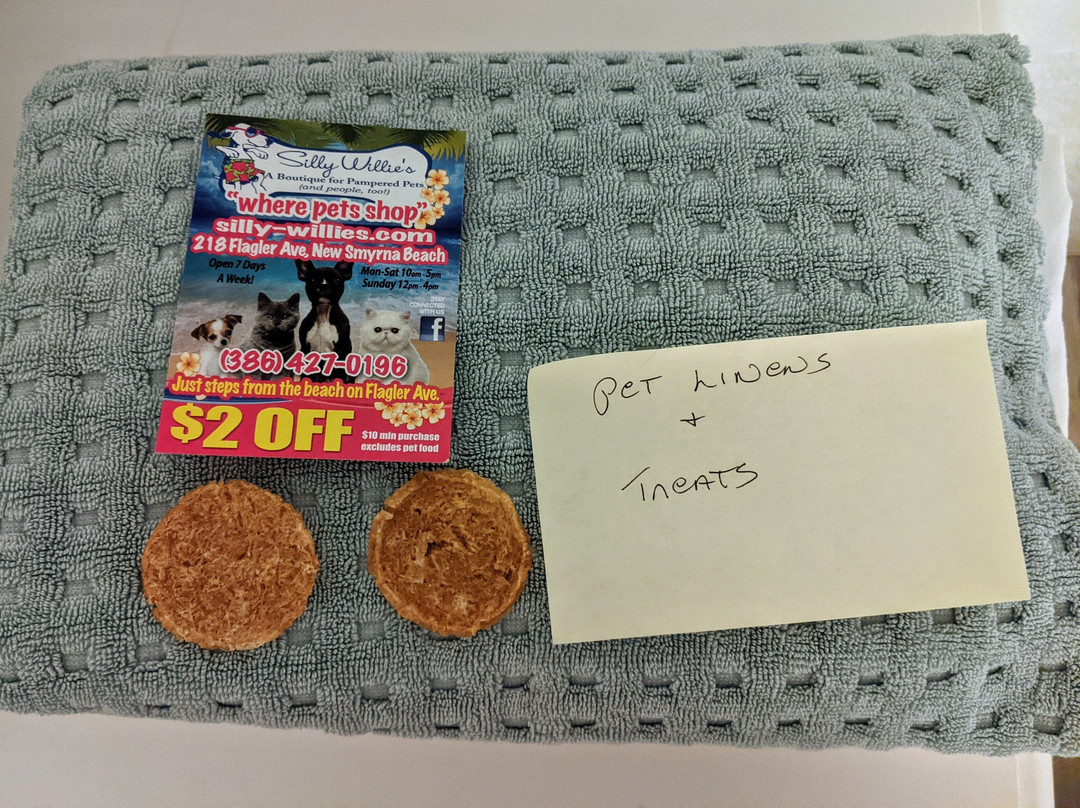 Silly Willie's
A Boutique for Pampered Pets
(and people, too!)
"where pets shop"
silly-willies.com
218 Flagler Ave, New Smyrna Beach
Open 7 Days
A Week!
Mon-Sat 10am-5pm
Sunday 12pm-4pm
STAY
CONNECTED
WITH US
f
(386) 427-0196
Just steps from the beach on Flagler Ave.
$2 OFF
$10 min purchase
excludes pet food
PET LINENS
+
TREATS